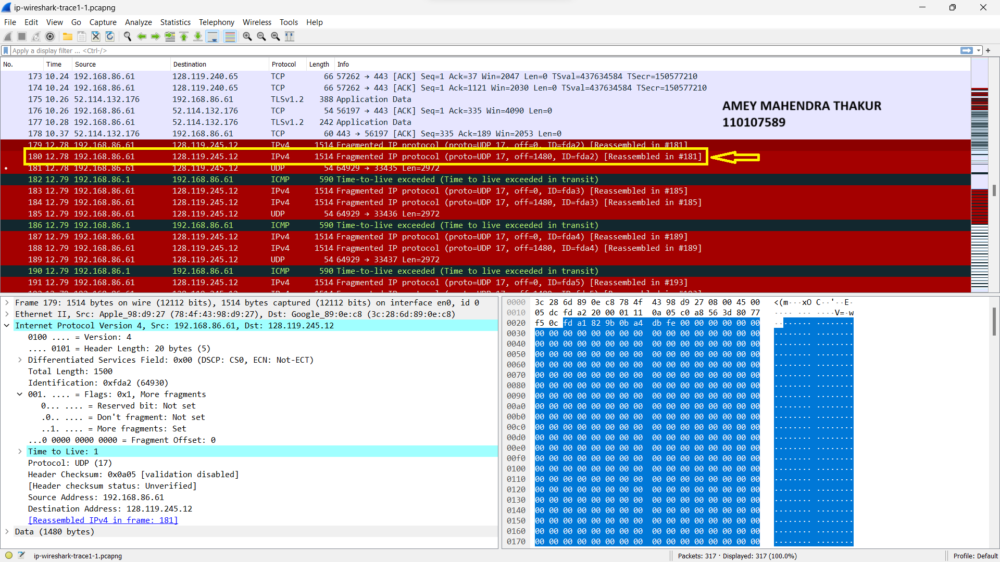 ip-wireshark-trace1-1.pcapng
File Edit View Go Capture Analyze Statistics Telephony Wireless Tools Help
Apply a display filter ... <Ctrl-/>
No. Time Source Destination Protocol Length Info
173 10.24 192.168.86.61 128.119.240.65 TCP 66 57262 → 443 [ACK] Seq=1 Ack=37 Win=2047 Len=0 TSval=437634584 TSecr=150577210
174 10.24 192.168.86.61 128.119.240.65 TCP 66 57262 → 443 [ACK] Seq=1 Ack=1121 Win=2030 Len=0 TSval=437634584 TSecr=150577210
175 10.26 52.114.132.176 192.168.86.61 TLSv1.2 388 Application Data
176 10.26 192.168.86.61 52.114.132.176 TCP 54 56197 → 443 [ACK] Seq=1 Ack=335 Win=4090 Len=0
177 10.28 192.168.86.61 52.114.132.176 TLSv1.2 242 Application Data
178 10.37 52.114.132.176 192.168.86.61 TCP 60 443 → 56197 [ACK] Seq=335 Ack=189 Win=2053 Len=0
AMEY MAHENDRA THAKUR
110107589
179 12.78 192.168.86.61 128.119.245.12 IPv4 1514 Fragmented IP protocol (proto=UDP 17, off=0, ID=fda2) [Reassembled in #181]
180 12.78 192.168.86.61 128.119.245.12 IPv4 1514 Fragmented IP protocol (proto=UDP 17, off=1480, ID=fda2) [Reassembled in #181]
181 12.78 192.168.86.61 128.119.245.12 UDP 54 64929 → 33435 Len=2972
182 12.79 192.168.86.1 192.168.86.61 ICMP 590 Time-to-live exceeded (Time to live exceeded in transit)
183 12.79 192.168.86.61 128.119.245.12 IPv4 1514 Fragmented IP protocol (proto=UDP 17, off=0, ID=fda3) [Reassembled in #185]
184 12.79 192.168.86.61 128.119.245.12 IPv4 1514 Fragmented IP protocol (proto=UDP 17, off=1480, ID=fda3) [Reassembled in #185]
185 12.79 192.168.86.61 128.119.245.12 UDP 54 64929 → 33436 Len=2972
186 12.79 192.168.86.1 192.168.86.61 ICMP 590 Time-to-live exceeded (Time to live exceeded in transit)
187 12.79 192.168.86.61 128.119.245.12 IPv4 1514 Fragmented IP protocol (proto=UDP 17, off=0, ID=fda4) [Reassembled in #189]
188 12.79 192.168.86.61 128.119.245.12 IPv4 1514 Fragmented IP protocol (proto=UDP 17, off=1480, ID=fda4) [Reassembled in #189]
189 12.79 192.168.86.61 128.119.245.12 UDP 54 64929 → 33437 Len=2972
190 12.79 192.168.86.1 192.168.86.61 ICMP 590 Time-to-live exceeded (Time to live exceeded in transit)
191 12.79 192.168.86.61 128.119.245.12 IPv4 1514 Fragmented IP protocol (proto=UDP 17, off=0, ID=fda5) [Reassembled in #193]
Frame 179: 1514 bytes on wire (12112 bits), 1514 bytes captured (12112 bits) on interface en0, id 0
Ethernet II, Src: Apple_98:d9:27 (78:4f:43:98:d9:27), Dst: Google_89:0e:c8 (3c:28:6d:89:0e:c8)
Internet Protocol Version 4, Src: 192.168.86.61, Dst: 128.119.245.12
0100 .... = Version: 4
.... 0101 = Header Length: 20 bytes (5)
Differentiated Services Field: 0x00 (DSCP: CS0, ECN: Not-ECT)
Total Length: 1500
Identification: 0xfda2 (64930)
001. .... = Flags: 0x1, More fragments
0... .... = Reserved bit: Not set
.0.. .... = Don't fragment: Not set
..1. .... = More fragments: Set
...0 0000 0000 0000 = Fragment Offset: 0
Time to Live: 1
Protocol: UDP (17)
Header Checksum: 0x0a05 [validation disabled]
[Header checksum status: Unverified]
Source Address: 192.168.86.61
Destination Address: 128.119.245.12
[Reassembled IPv4 in frame: 181]
Data (1480 bytes)
0000 3c 28 6d 89 0e c8 78 4f 43 98 d9 27 08 00 45 00 <(m···xO C··'··E·
0010 05 dc fd a2 20 00 01 11 0a 05 c0 a8 56 3d 80 77 ···· ··· ····V=·w
0020 f5 0c fd a1 82 9b 0b a4 db fe 00 00 00 00 00 00 ········ ········
0030 00 00 00 00 00 00 00 00 00 00 00 00 00 00 00 00 ········ ········
0040 00 00 00 00 00 00 00 00 00 00 00 00 00 00 00 00 ········ ········
0050 00 00 00 00 00 00 00 00 00 00 00 00 00 00 00 00 ········ ········
0060 00 00 00 00 00 00 00 00 00 00 00 00 00 00 00 00 ········ ········
0070 00 00 00 00 00 00 00 00 00 00 00 00 00 00 00 00 ········ ········
0080 00 00 00 00 00 00 00 00 00 00 00 00 00 00 00 00 ········ ········
0090 00 00 00 00 00 00 00 00 00 00 00 00 00 00 00 00 ········ ········
00a0 00 00 00 00 00 00 00 00 00 00 00 00 00 00 00 00 ········ ········
00b0 00 00 00 00 00 00 00 00 00 00 00 00 00 00 00 00 ········ ········
00c0 00 00 00 00 00 00 00 00 00 00 00 00 00 00 00 00 ········ ········
00d0 00 00 00 00 00 00 00 00 00 00 00 00 00 00 00 00 ········ ········
00e0 00 00 00 00 00 00 00 00 00 00 00 00 00 00 00 00 ········ ········
00f0 00 00 00 00 00 00 00 00 00 00 00 00 00 00 00 00 ········ ········
0100 00 00 00 00 00 00 00 00 00 00 00 00 00 00 00 00 ········ ········
0110 00 00 00 00 00 00 00 00 00 00 00 00 00 00 00 00 ········ ········
0120 00 00 00 00 00 00 00 00 00 00 00 00 00 00 00 00 ········ ········
0130 00 00 00 00 00 00 00 00 00 00 00 00 00 00 00 00 ········ ········
0140 00 00 00 00 00 00 00 00 00 00 00 00 00 00 00 00 ········ ········
0150 00 00 00 00 00 00 00 00 00 00 00 00 00 00 00 00 ········ ········
0160 00 00 00 00 00 00 00 00 00 00 00 00 00 00 00 00 ········ ········
0170 00 00 00 00 00 00 00 00 00 00 00 00 00 00 00 00 ········ ········
ip-wireshark-trace1-1.pcapng Packets: 317 · Displayed: 317 (100.0%) Profile: Default